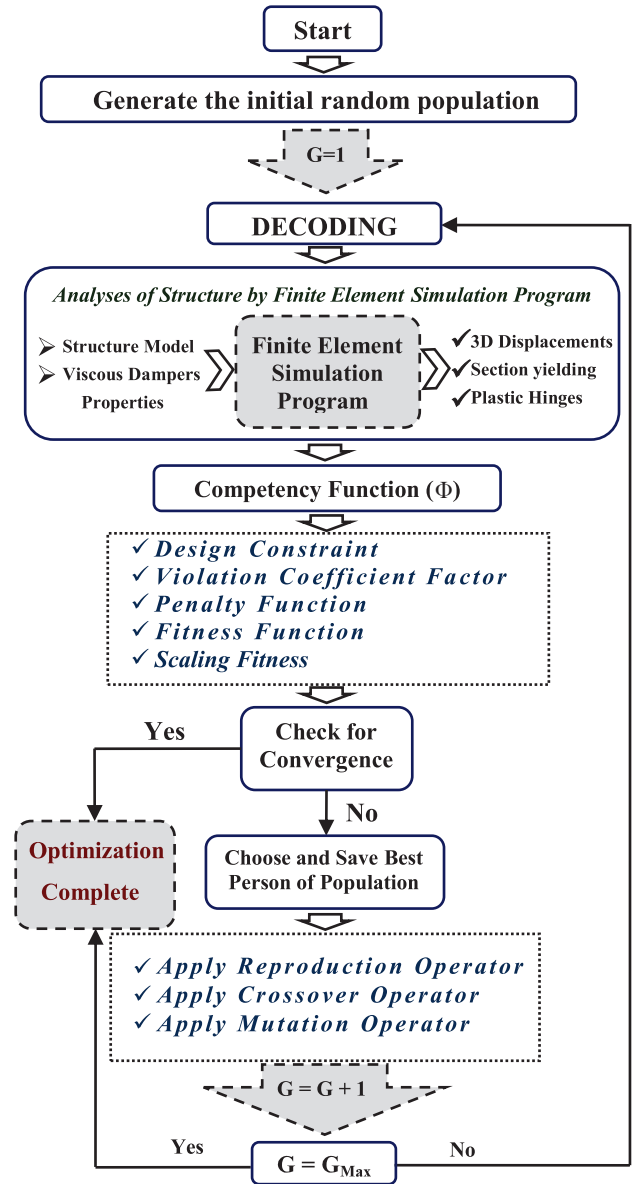 Start
Generate the initial random population
G=1
DECODING
Analyses of Structure by Finite Element Simulation Program
➢ Structure Model
➢ Viscous Dampers
Properties
Finite Element
Simulation
Program
✓3D Displacements
✓Section yielding
✓Plastic Hinges
Competency Function (Φ)
✓ Design Constraint
✓ Violation Coefficient Factor
✓ Penalty Function
✓ Fitness Function
✓ Scaling Fitness
Check for
Convergence
Yes
No
Optimization
Complete
Choose and Save Best
Person of Population
✓ Apply Reproduction Operator
✓ Apply Crossover Operator
✓ Apply Mutation Operator
G = G + 1
Yes
G = GMax
No